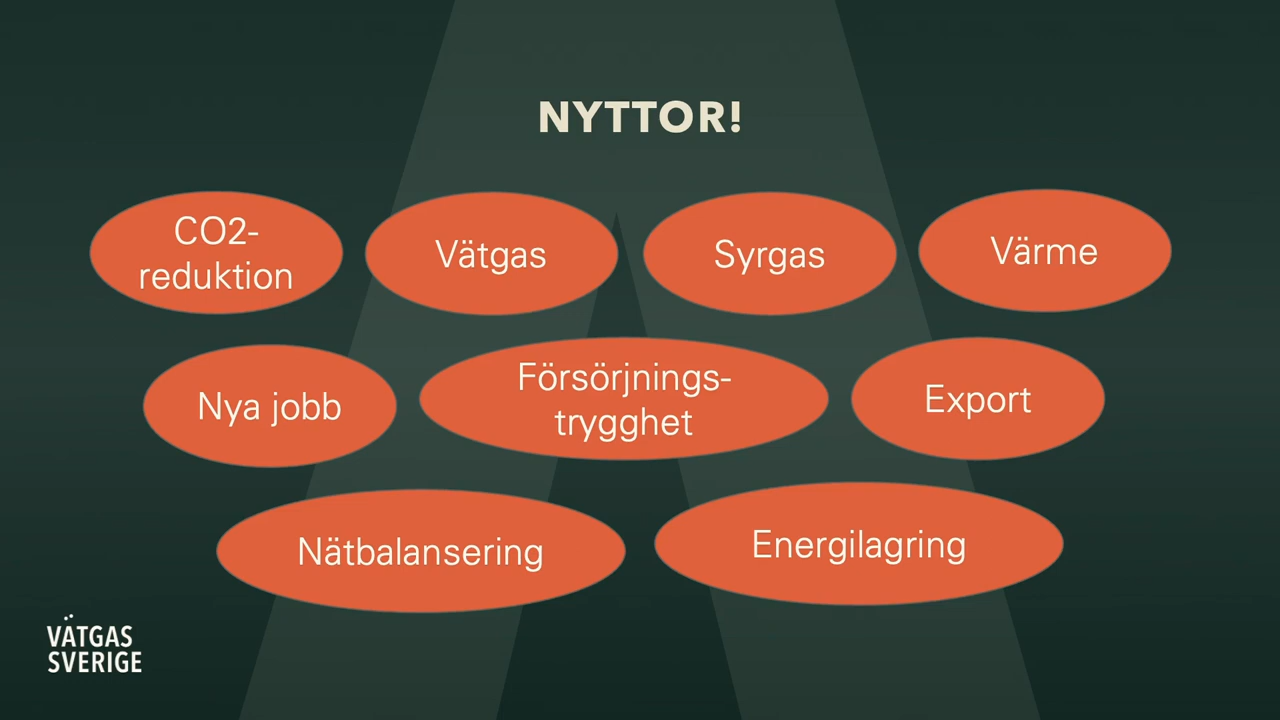 NYTTOR!
CO2-
reduktion
Vätgas
Syrgas
Värme
Nya jobb
Försörjnings-
trygghet
Export
Nätbalansering
Energilagring
VÄTGAS
SVERIGE